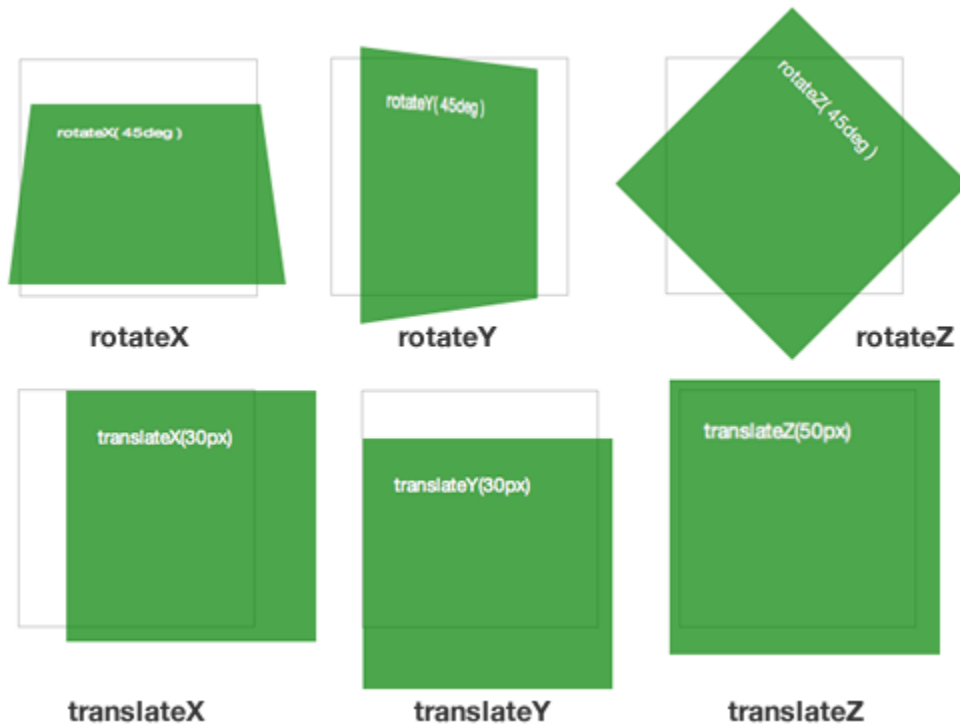 rotateX( 45deg )
rotateY( 45deg )
rotateZ( 45deg )
rotateX
rotateY
rotateZ
translateX(30px)
translateY(30px)
translateZ(50px)
translateX
translateY
translateZ